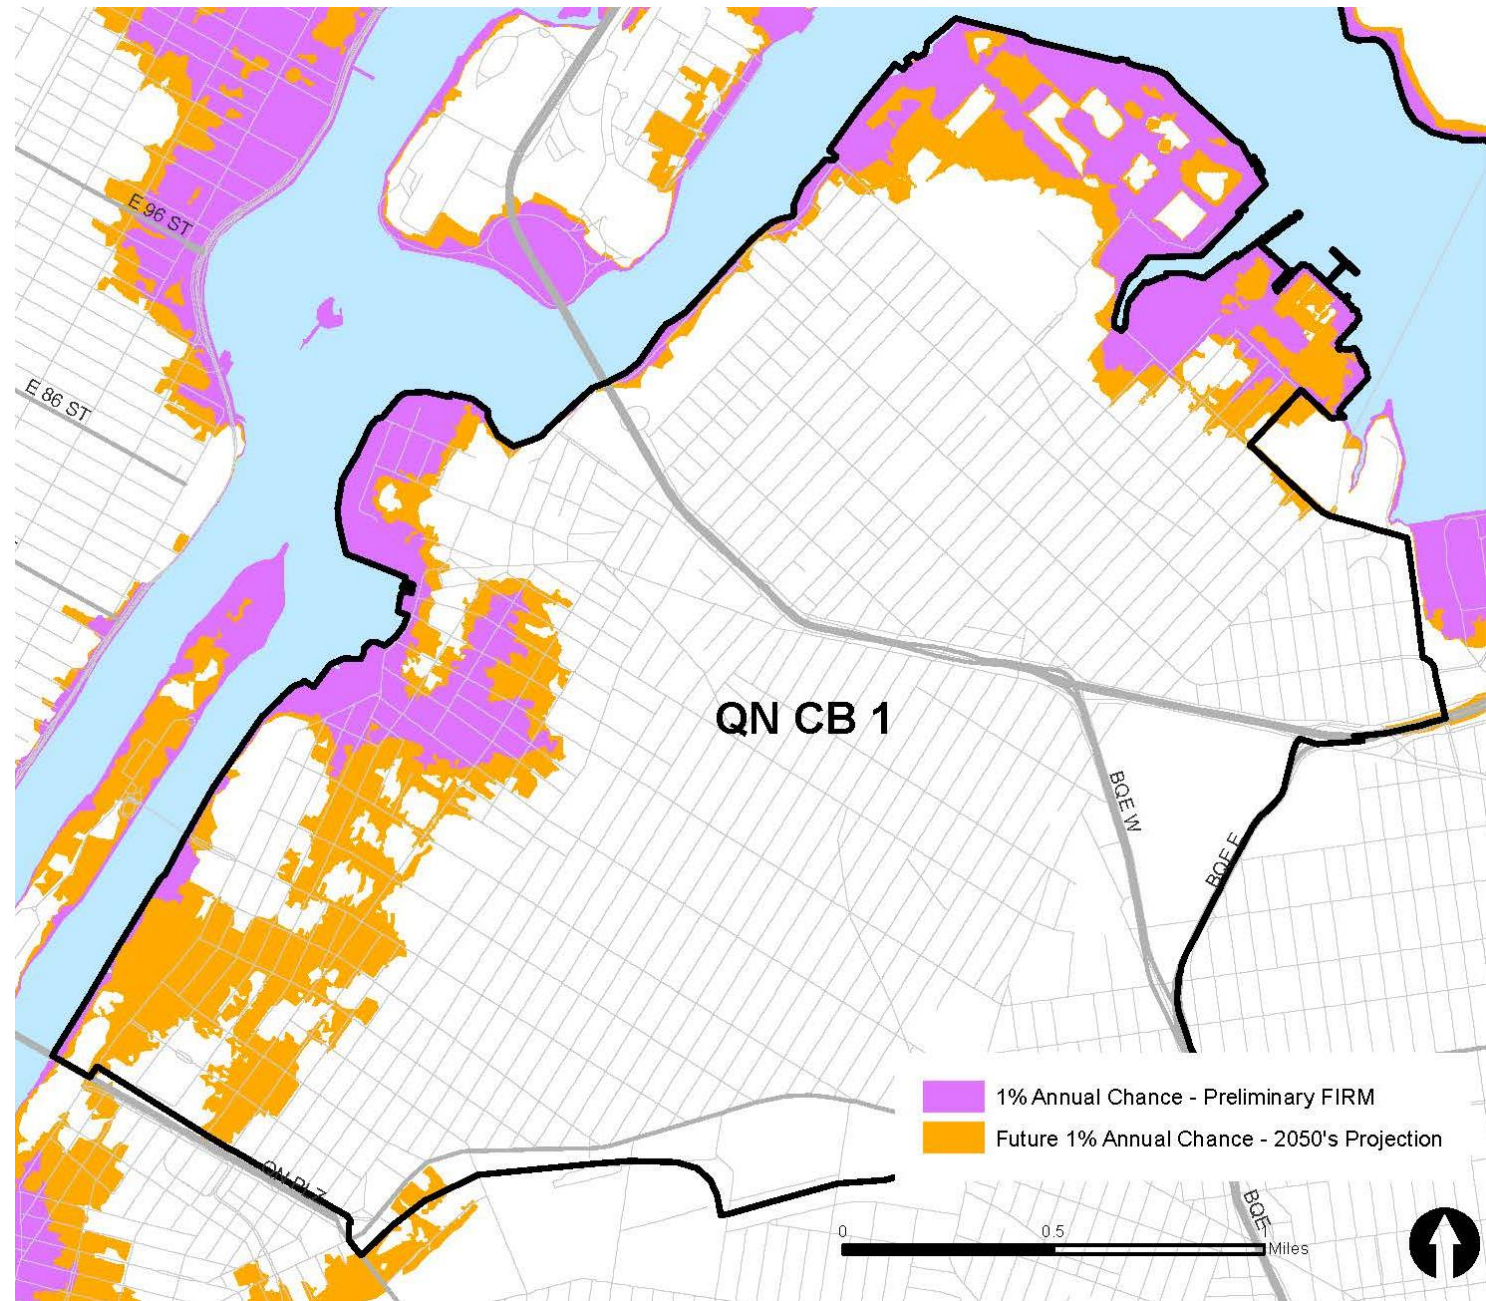 E 96 ST
E 86 ST
QN CB 1
BQE W
BQE E
1% Annual Chance - Preliminary FIRM
Future 1% Annual Chance - 2050's Projection
QN PLZ
BQE
0 0.5 1
Miles